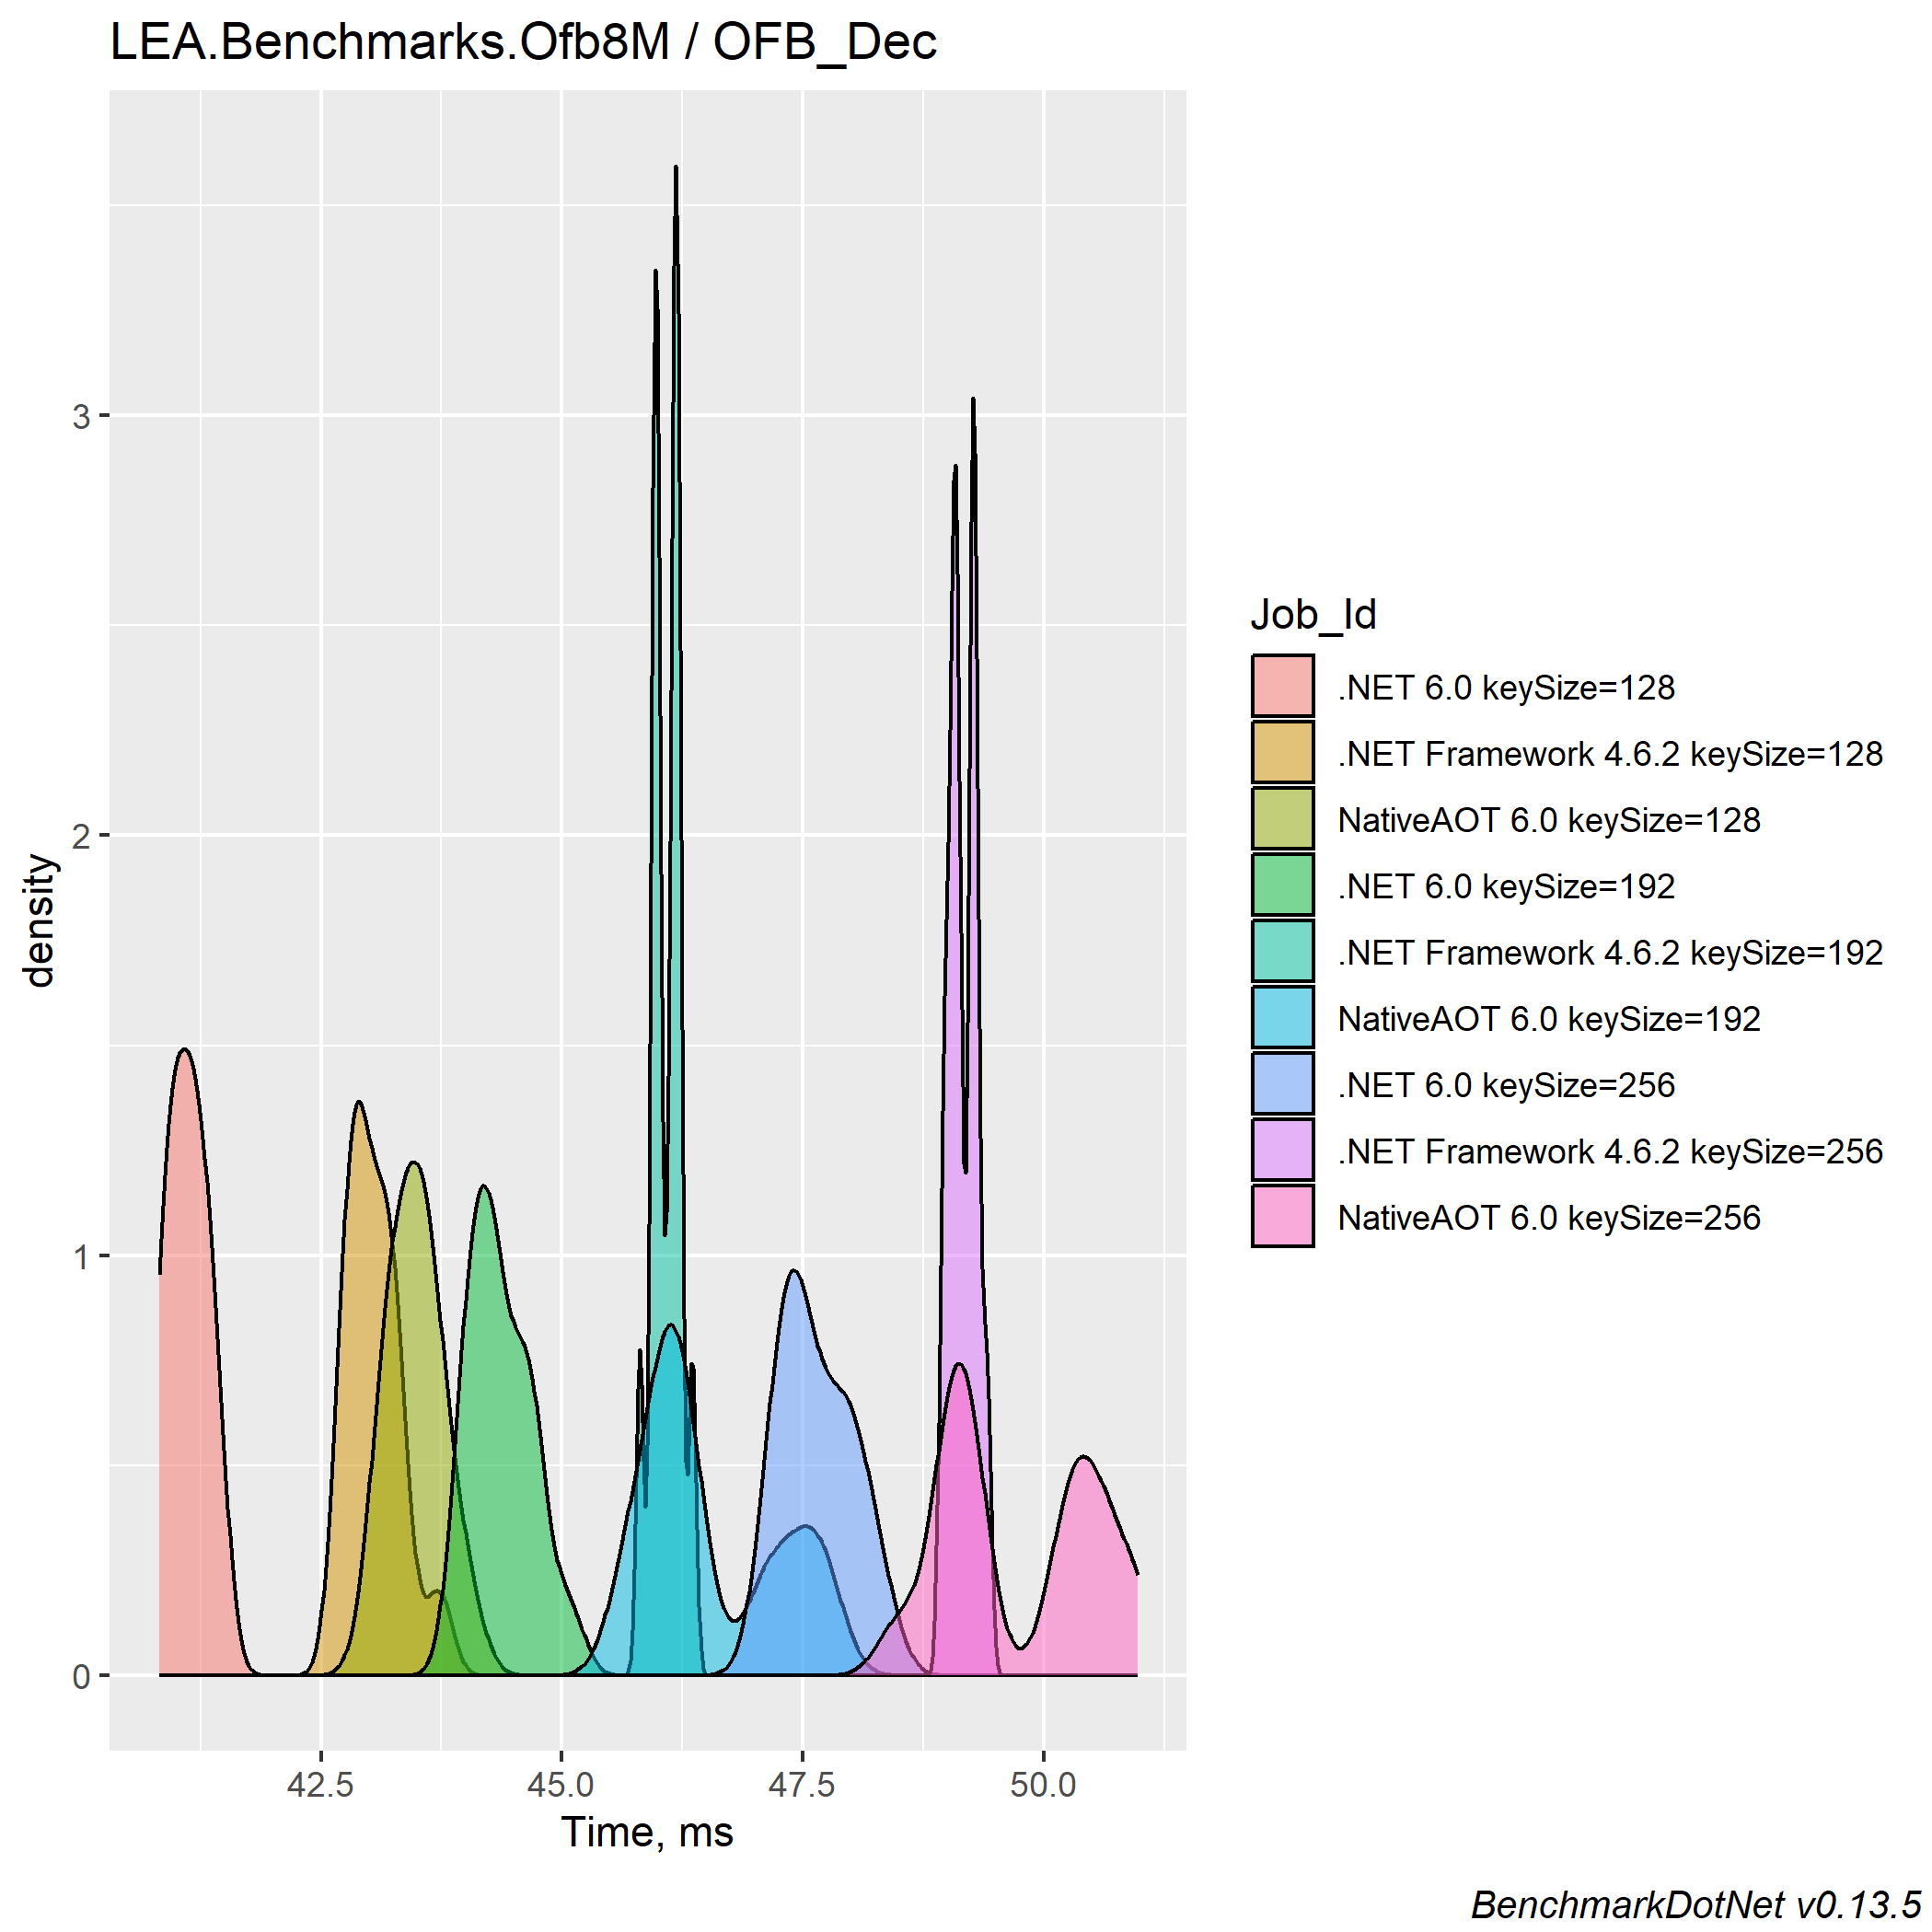 LEA.Benchmarks.Ofb8M / OFB_Dec
3
2
1
0
density
42.5 45.0 47.5 50.0
Time, ms
Job_Id
.NET 6.0 keySize=128
.NET Framework 4.6.2 keySize=128
NativeAOT 6.0 keySize=128
.NET 6.0 keySize=192
.NET Framework 4.6.2 keySize=192
NativeAOT 6.0 keySize=192
.NET 6.0 keySize=256
.NET Framework 4.6.2 keySize=256
NativeAOT 6.0 keySize=256
BenchmarkDotNet v0.13.5